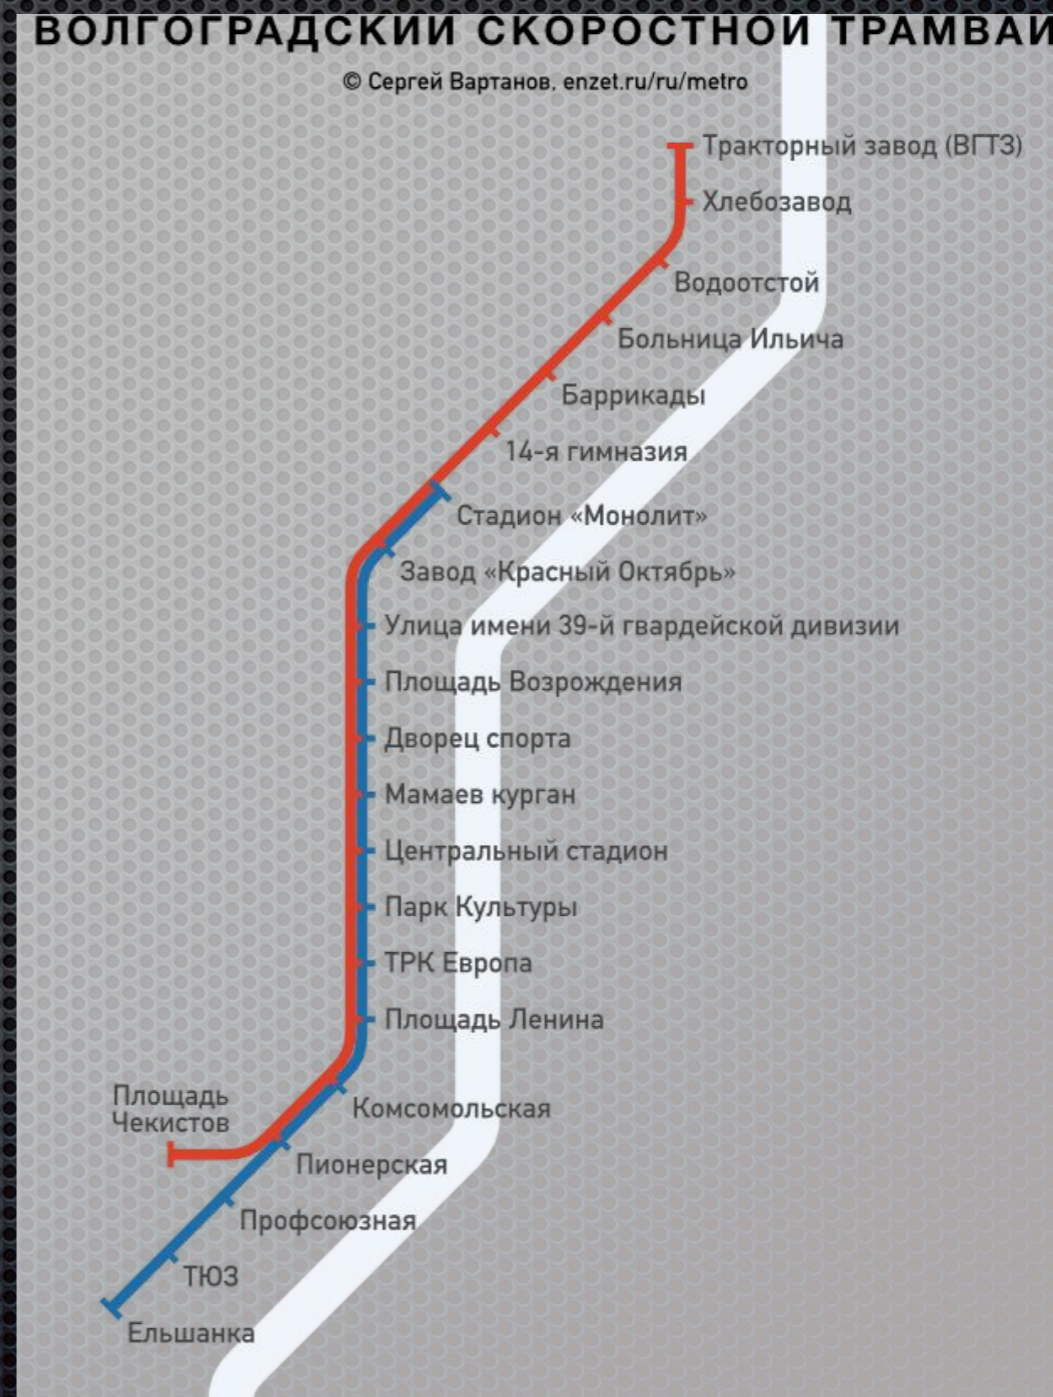 ВОЛГОГРАДСКИЙ СКОРОСТНОЙ ТРАМВАЙ
© Сергей Вартанов, enzet.ru/ru/metro
Тракторный завод (ВГТЗ)
Хлебозавод
Водоотстой
Больница Ильича
Баррикады
14-я гимназия
Стадион «Монолит»
Завод «Красный Октябрь»
Улица имени 39-й гвардейской дивизии
Площадь Возрождения
Дворец спорта
Мамаев курган
Центральный стадион
Парк Культуры
ТРК Европа
Площадь Ленина
Площадь
Чекистов
Комсомольская
Пионерская
Профсоюзная
ТЮЗ
Ельшанка